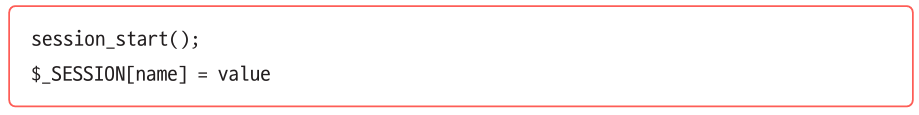 session_start();
$_SESSION[name] = value